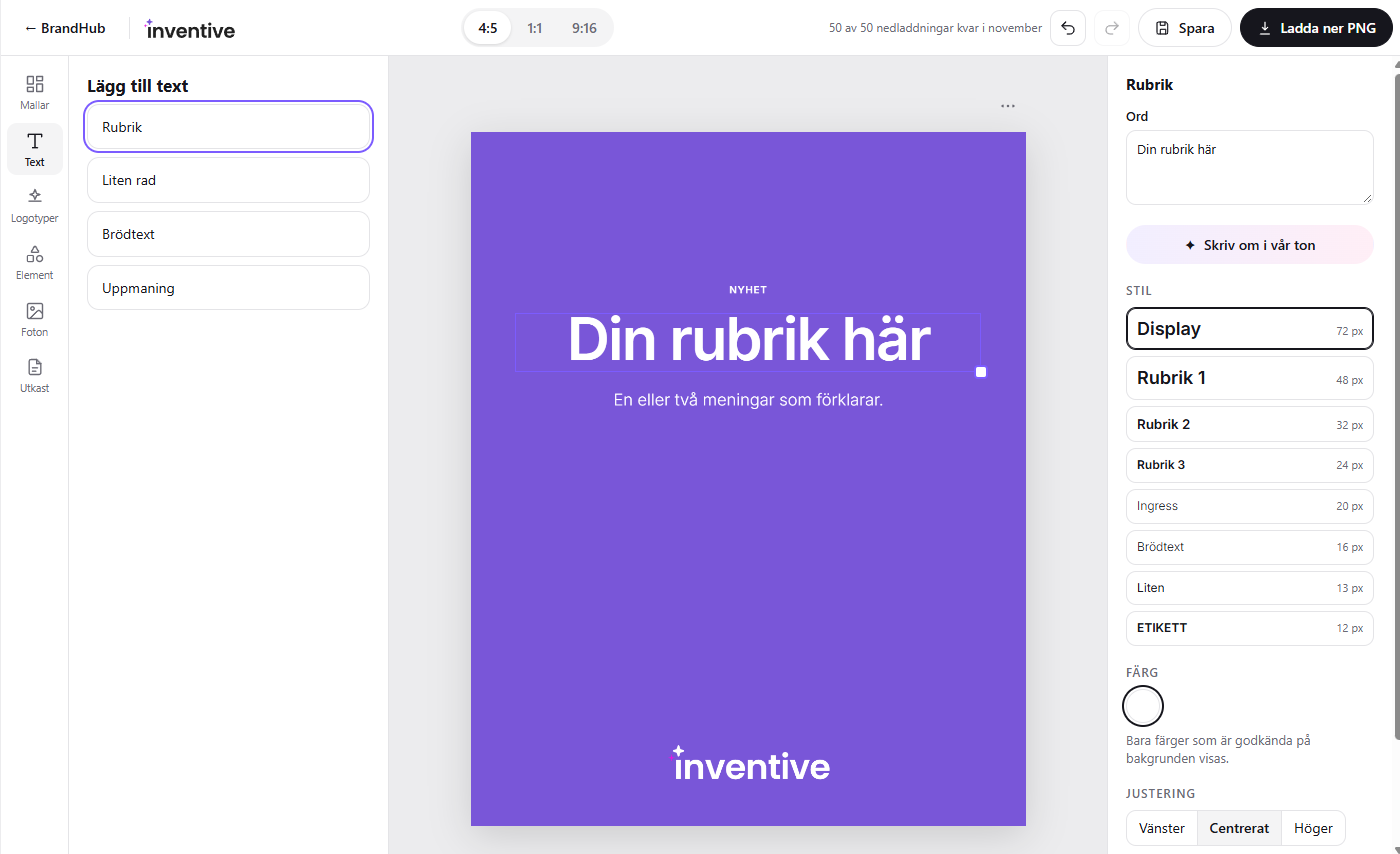 ← BrandHub
inventive
4:5
1:1
9:16
50 av 50 nedladdningar kvar i november
Spara
Ladda ner PNG
Mallar
Text
Logotyper
Element
Foton
Utkast
Lägg till text
Rubrik
Liten rad
Brödtext
Uppmaning
NYHET
Din rubrik här
En eller två meningar som förklarar.
inventive
Rubrik
Ord
Din rubrik här
Skriv om i vår ton
STIL
Display 72 px
Rubrik 1 48 px
Rubrik 2 32 px
Rubrik 3 24 px
Ingress 20 px
Brödtext 16 px
Liten 13 px
ETIKETT 12 px
FÄRG
Bara färger som är godkända på
bakgrunden visas.
JUSTERING
Vänster
Centrerat
Höger